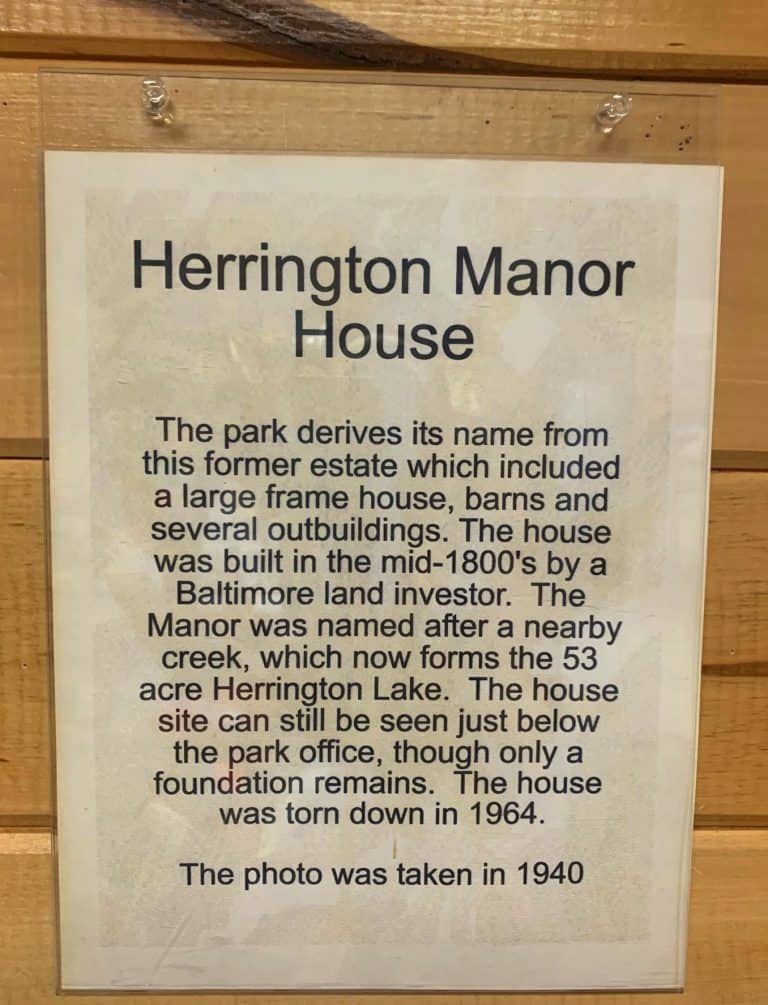 Herrington Manor
House
The park derives its name from
this former estate which included
a large frame house, barns and
several outbuildings. The house
was built in the mid-1800's by a
Baltimore land investor.  The
Manor was named after a nearby
creek, which now forms the 53
acre Herrington Lake.  The house
site can still be seen just below
the park office, though only a
foundation remains.  The house
was torn down in 1964.
The photo was taken in 1940